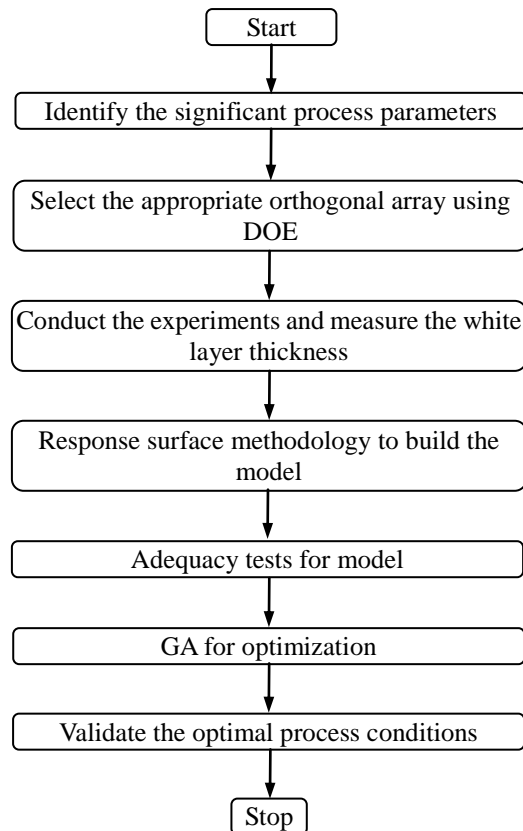 Start
Identify the significant process parameters
Select the appropriate orthogonal array using
DOE
Conduct the experiments and measure the white
layer thickness
Response surface methodology to build the
model
Adequacy tests for model
GA for optimization
Validate the optimal process conditions
Stop